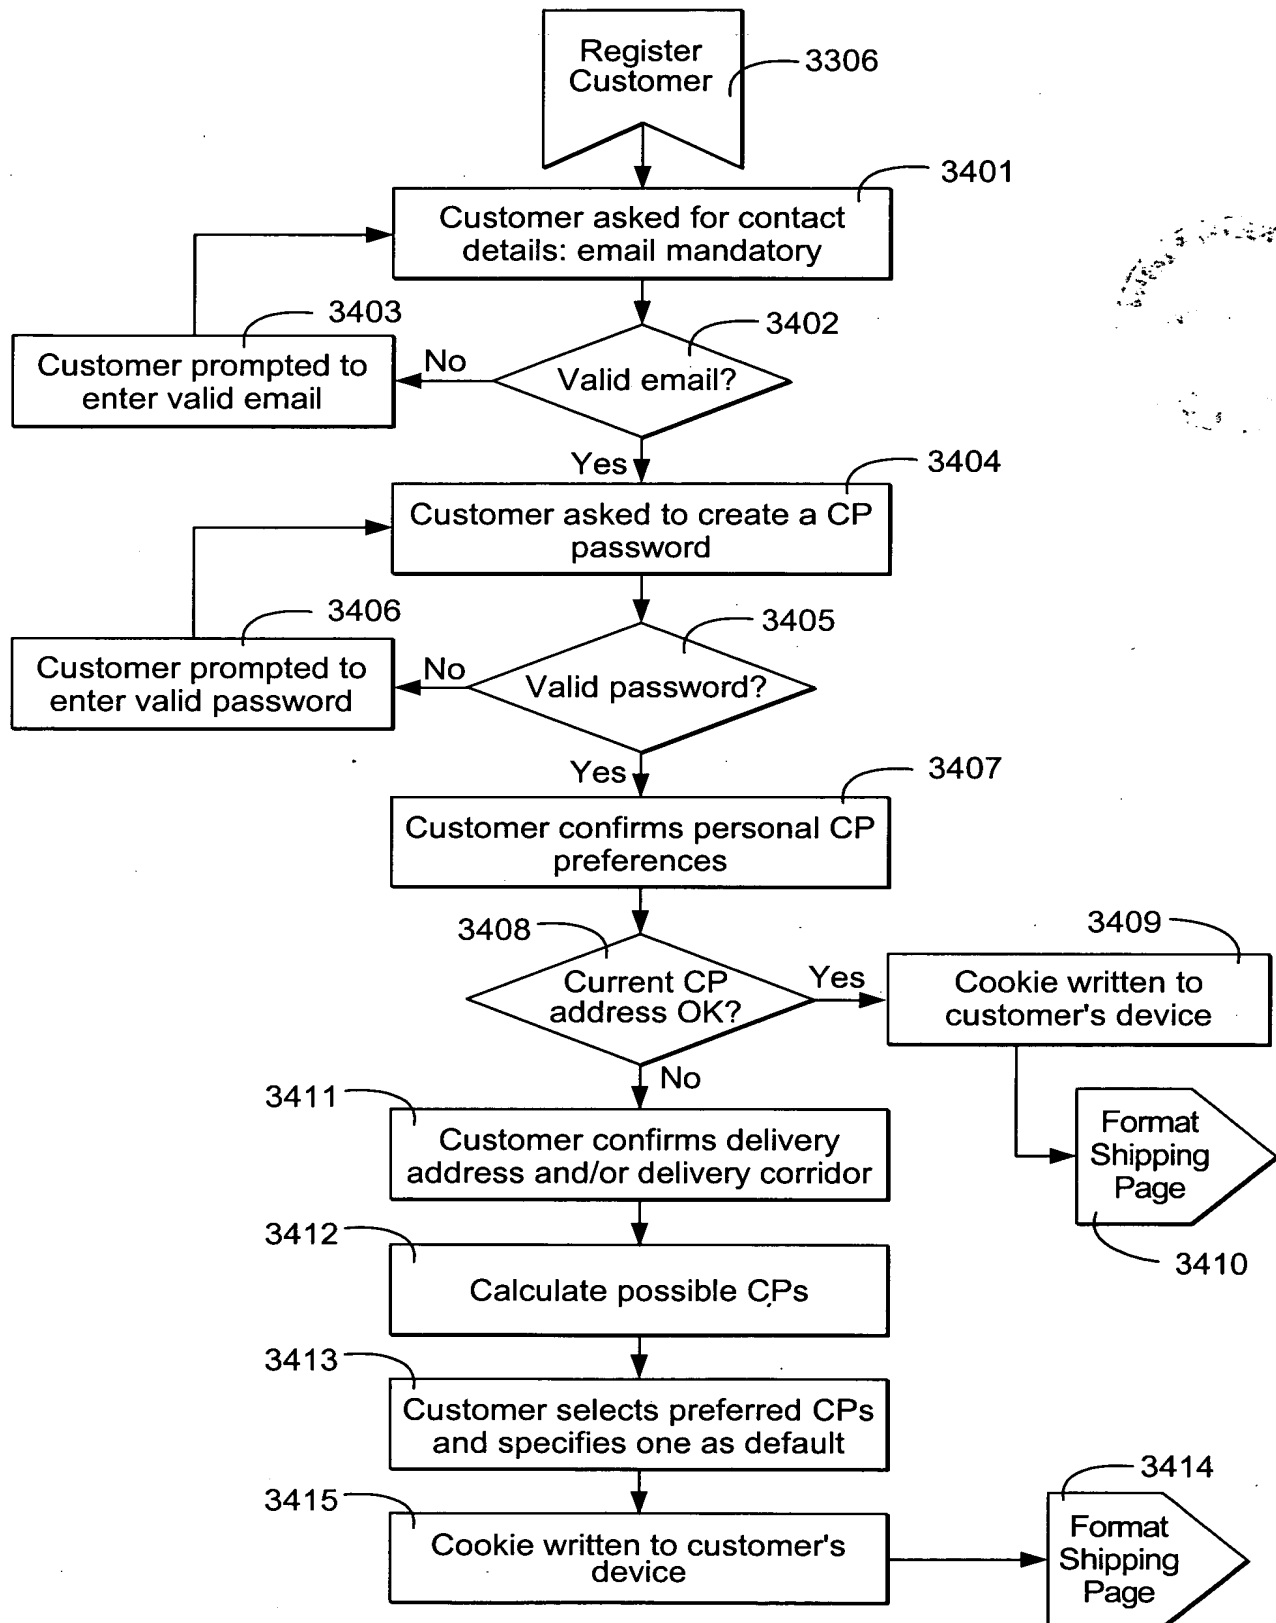 Register
Customer
3306
3401
Customer asked for contact
details: email mandatory
3403
Customer prompted to
enter valid email
No
3402
Valid email?
Yes
3404
Customer asked to create a CP
password
3406
Customer prompted to
enter valid password
No
3405
Valid password?
Yes
3407
Customer confirms personal CP
preferences
3408
Current CP
address OK?
Yes
3409
Cookie written to
customer's device
No
Format
Shipping
Page
3410
3411
Customer confirms delivery
address and/or delivery corridor
3412
Calculate possible CPs
3413
Customer selects preferred CPs
and specifies one as default
3415
Cookie written to customer's
device
3414
Format
Shipping
Page